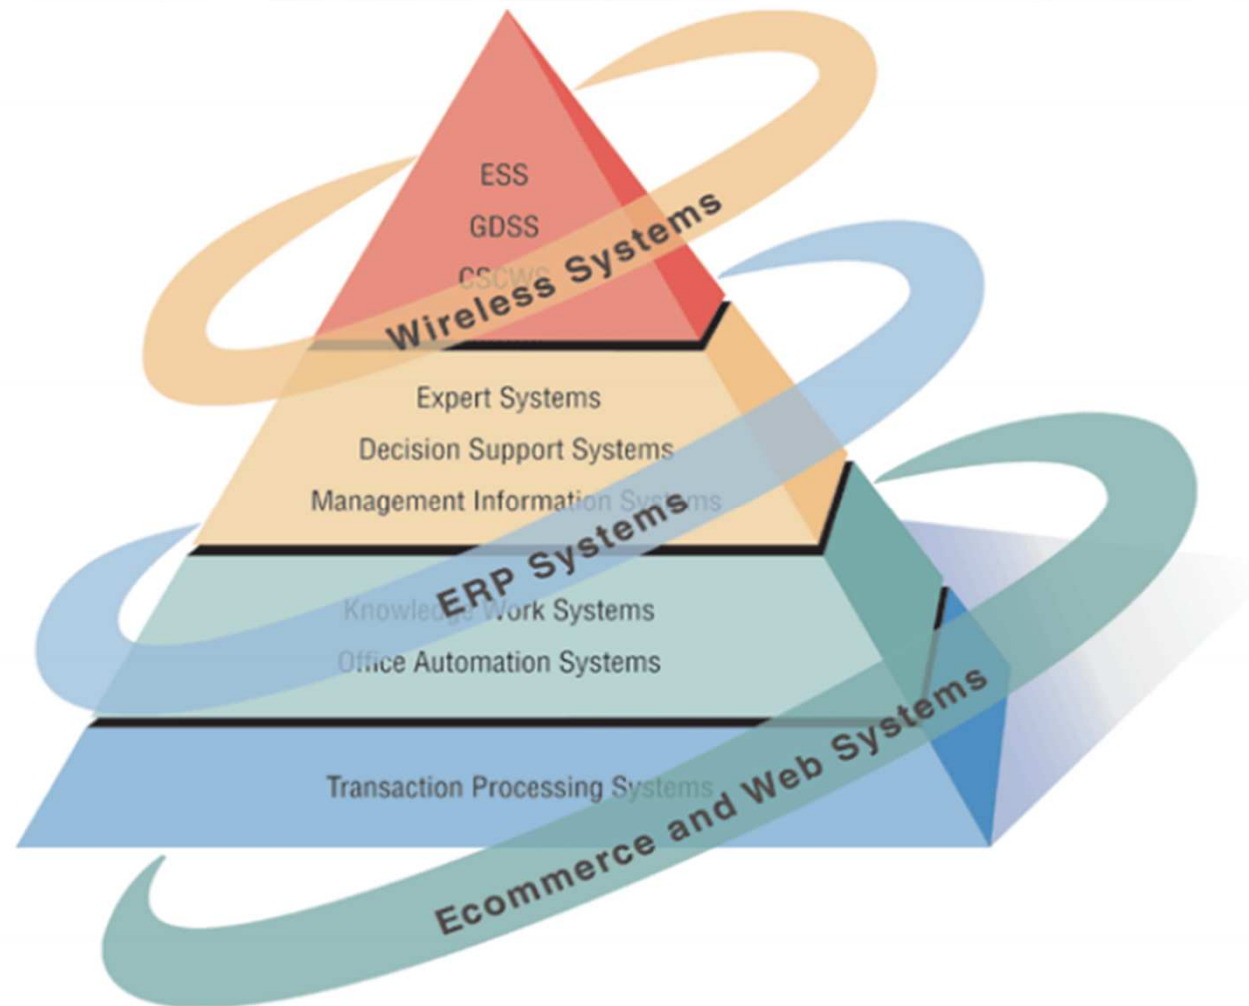 ESS
GDSS
CSCWS
Wireless Systems
Expert Systems
Decision Support Systems
Management Information Systems
ERP Systems
Knowledge Work Systems
Office Automation Systems
Transaction Processing Systems
Ecommerce and Web Systems